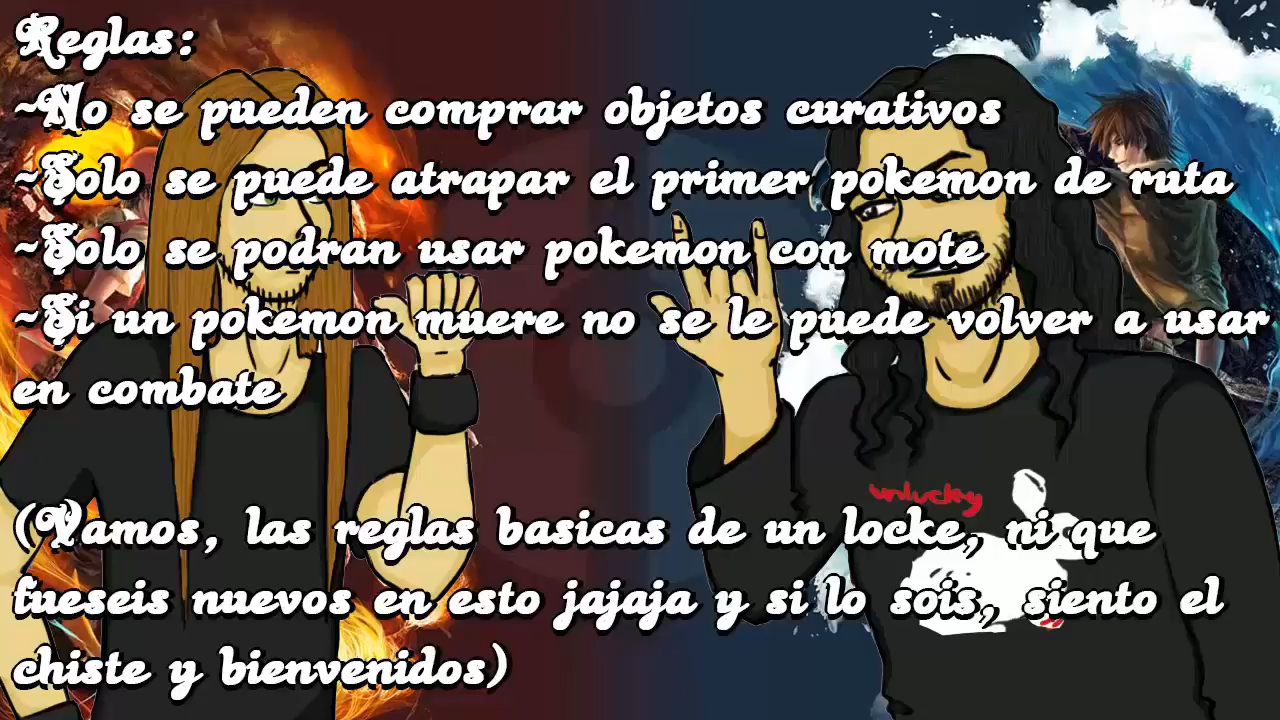 Reglas:
~No se pueden comprar objetos curativos
~Solo se puede atrapar el primer pokemon de ruta
~Solo se podran usar pokemon con mote
~Si un pokemon muere no se le puede volver a usar
en combate
(Vamos, las reglas basicas de un locke, ni que
fueseis nuevos en esto jajaja y si lo sois, siento el
chiste y bienvenidos)
unlucky